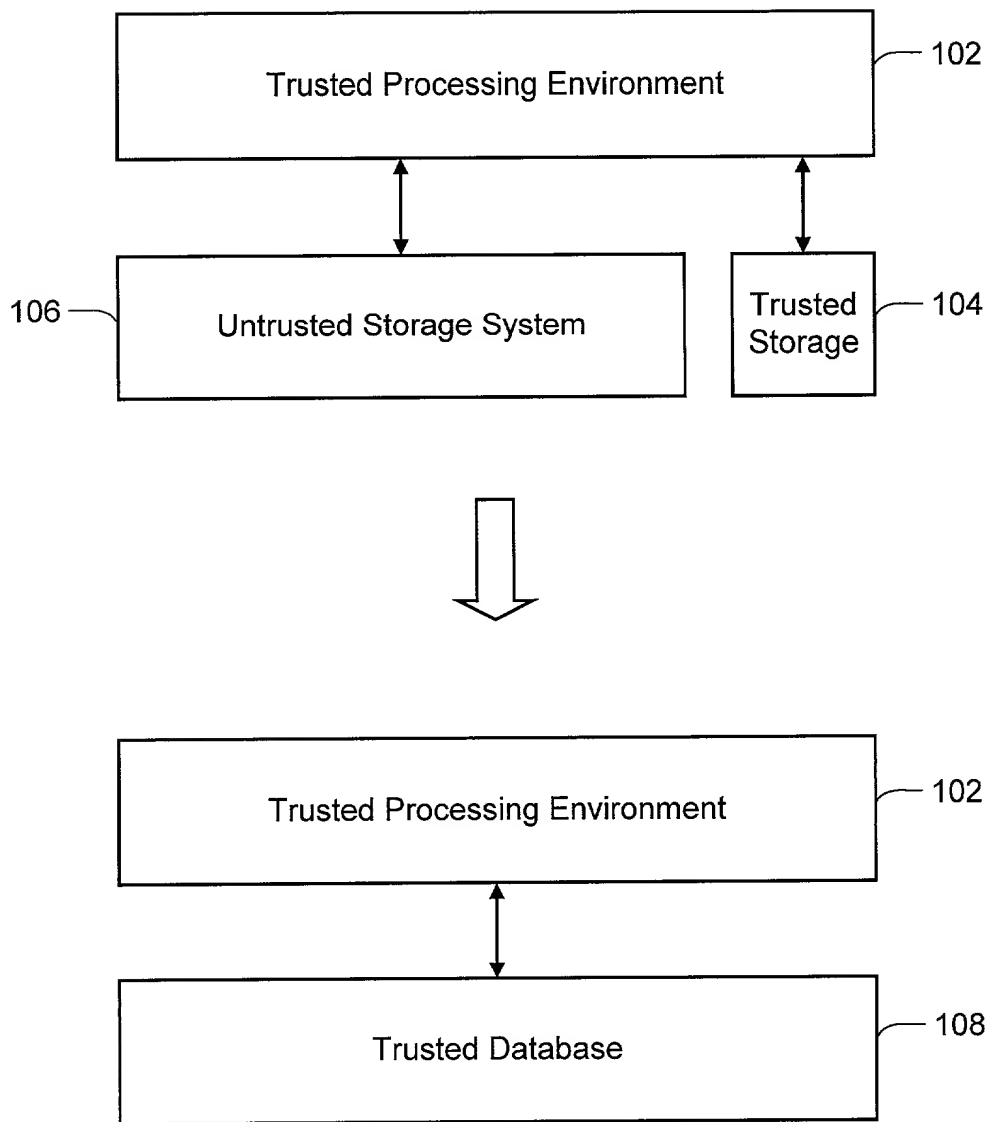 Trusted Processing Environment
102
106
Untrusted Storage System
Trusted
Storage
104
Trusted Processing Environment
102
Trusted Database
108